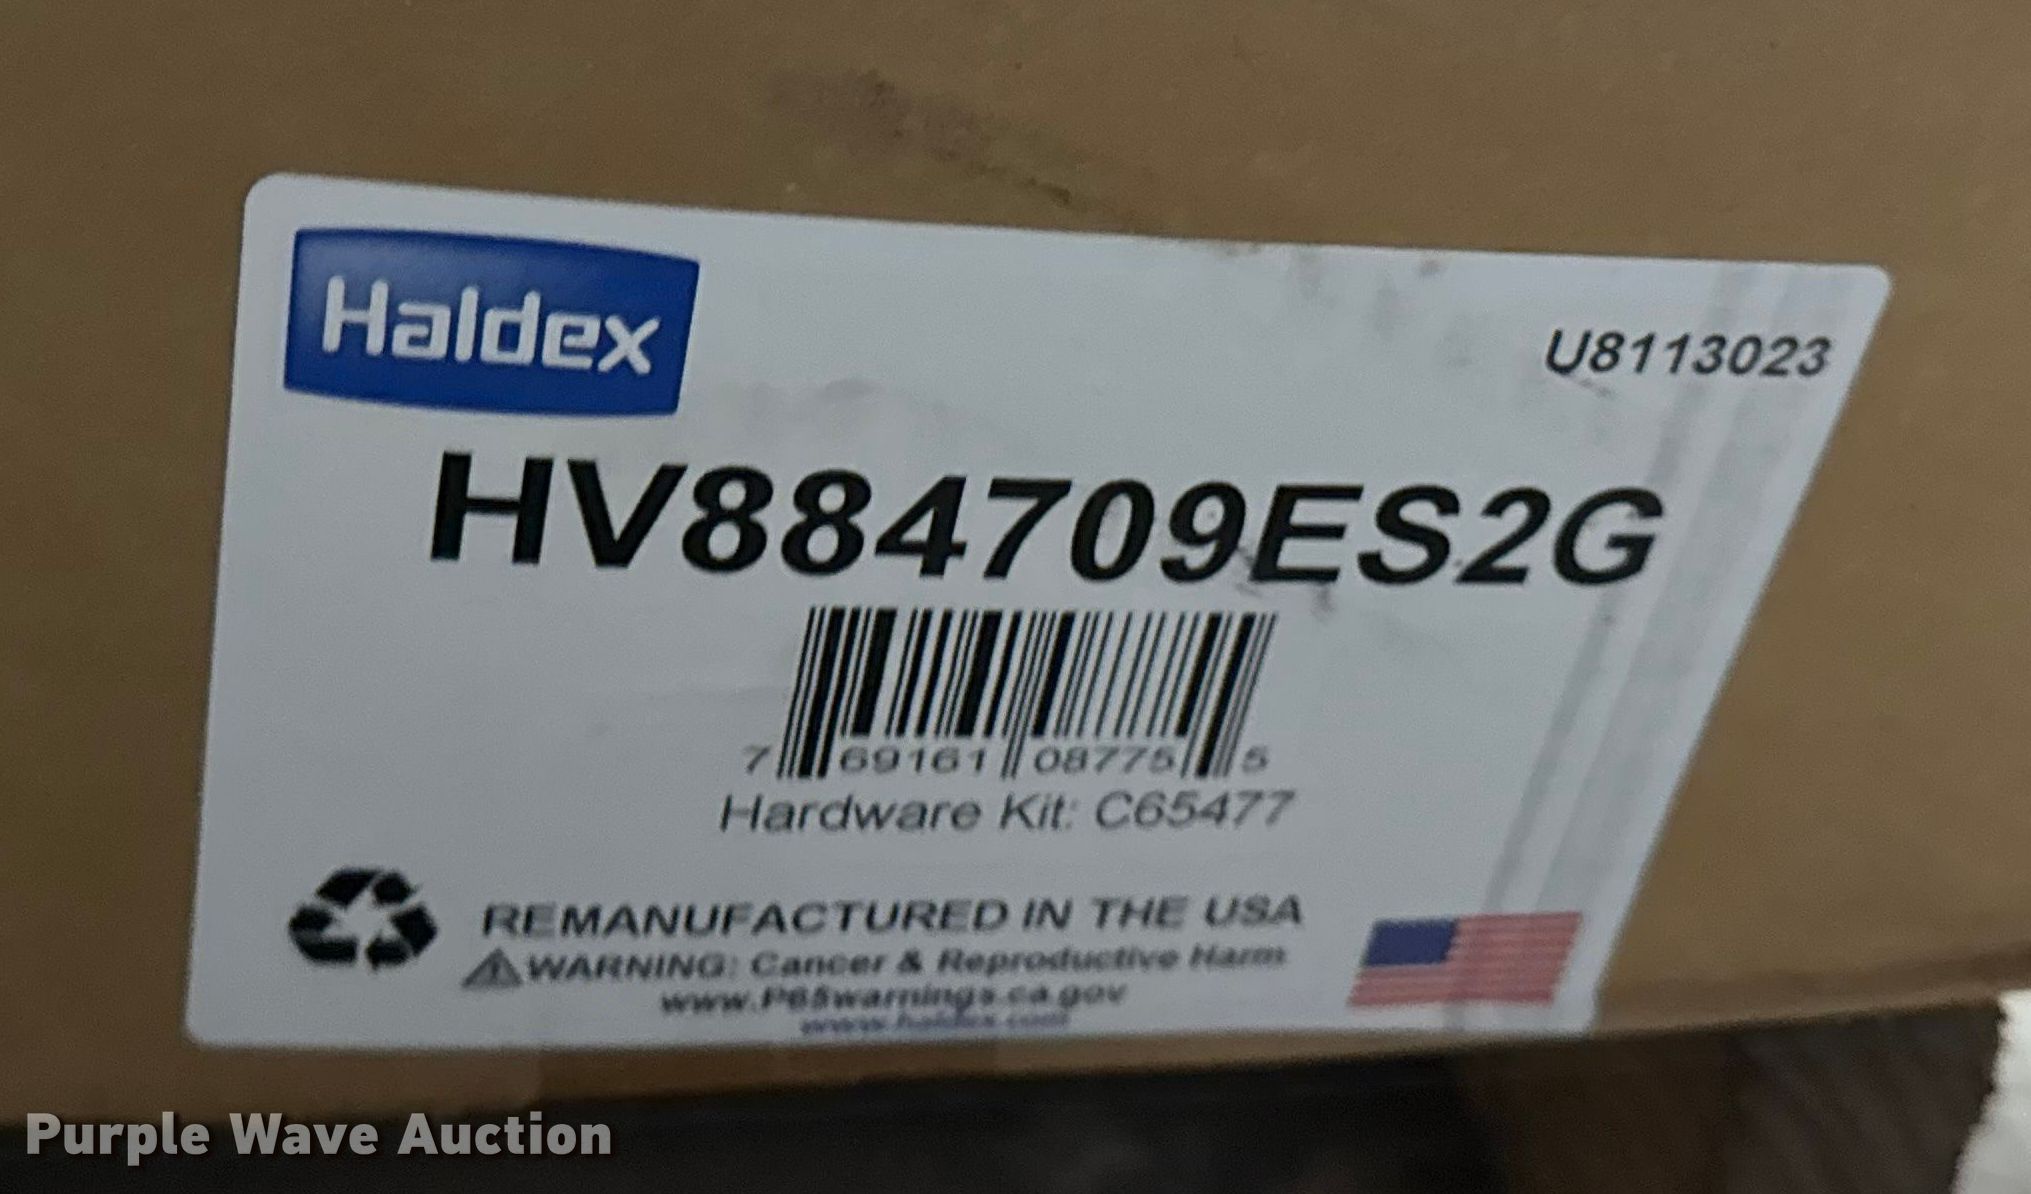 Haldex
U8113023
HV884709ES2G
7 69161 08775 5
Hardware Kit: C65477
REMANUFACTURED IN THE USA
WARNING: Cancer & Reproductive Harm
www.P65warnings.ca.gov
www.haldex.com
Purple Wave Auction